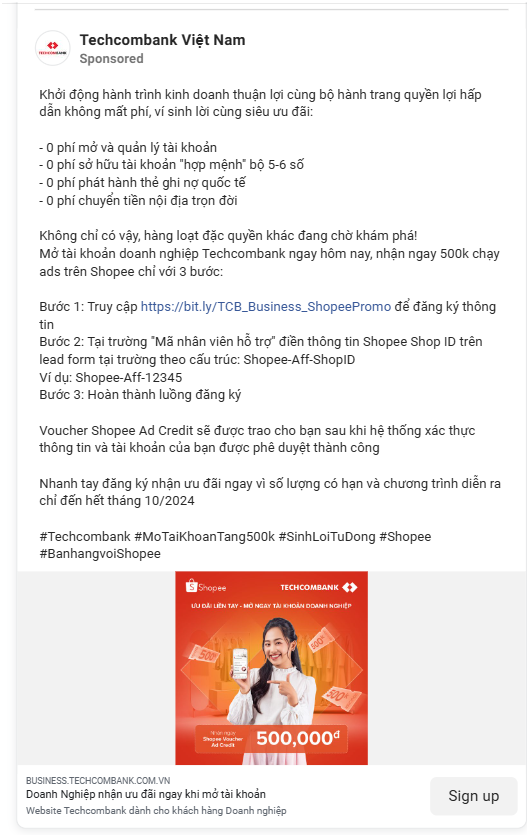 Techcombank Việt Nam
Sponsored
Khởi động hành trình kinh doanh thuận lợi cùng bộ hành trang quyền lợi hấp
dẫn không mất phí, ví sinh lời cùng siêu ưu đãi:
- 0 phí mở và quản lý tài khoản
- 0 phí sở hữu tài khoản "hợp mệnh" bộ 5-6 số
- 0 phí phát hành thẻ ghi nợ quốc tế
- 0 phí chuyển tiền nội địa trọn đời
Không chỉ có vậy, hàng loạt đặc quyền khác đang chờ khám phá!
Mở tài khoản doanh nghiệp Techcombank ngay hôm nay, nhận ngay 500k chạy
ads trên Shopee chỉ với 3 bước:
Bước 1: Truy cập https://bit.ly/TCB_Business_ShopeePromo để đăng ký thông
tin
Bước 2: Tại trường "Mã nhân viên hỗ trợ" điền thông tin Shopee Shop ID trên
lead form tại trường theo cấu trúc: Shopee-Aff-ShopID
Ví dụ: Shopee-Aff-12345
Bước 3: Hoàn thành luồng đăng ký
Voucher Shopee Ad Credit sẽ được trao cho bạn sau khi hệ thống xác thực
thông tin và tài khoản của bạn được phê duyệt thành công
Nhanh tay đăng ký nhận ưu đãi ngay vì số lượng có hạn và chương trình diễn ra
chỉ đến hết tháng 10/2024
#Techcombank #MoTaiKhoanTang500k #SinhLoiTuDong #Shopee
#BanhangvoiShopee
Shopee TECHCOMBANK
ƯU ĐÃI LIỀN TAY - MỞ NGAY TÀI KHOẢN DOANH NGHIỆP
500K
500K
500K
Nhận ngay
Shopee Voucher
Ad Credit
500,000đ
BUSINESS.TECHCOMBANK.COM.VN
Doanh Nghiệp nhận ưu đãi ngay khi mở tài khoản
Website Techcombank dành cho khách hàng Doanh nghiệp
Sign up